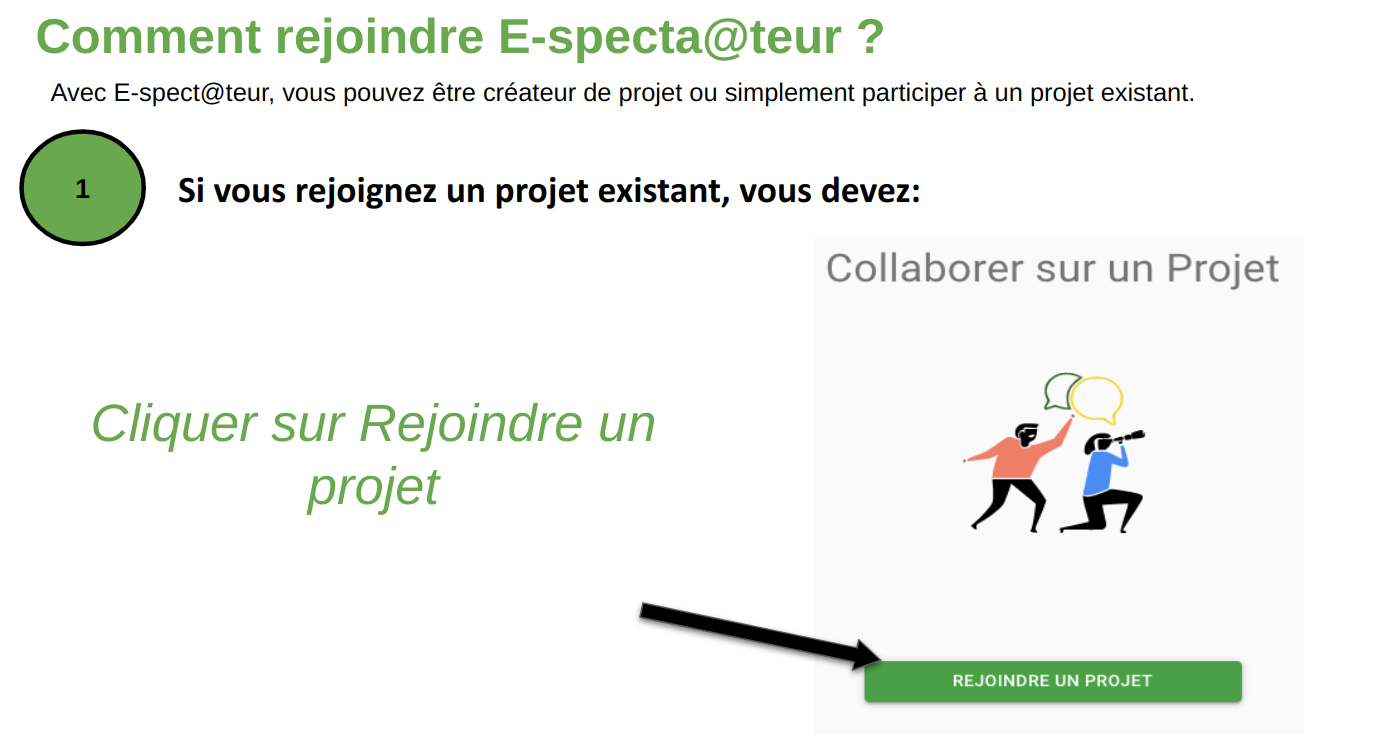 Comment rejoindre E-specta@teur ?
Avec E-spect@teur, vous pouvez être créateur de projet ou simplement participer à un projet existant.
1
Si vous rejoignez un projet existant, vous devez:
Collaborer sur un Projet
Cliquer sur Rejoindre un
projet
REJOINDRE UN PROJET